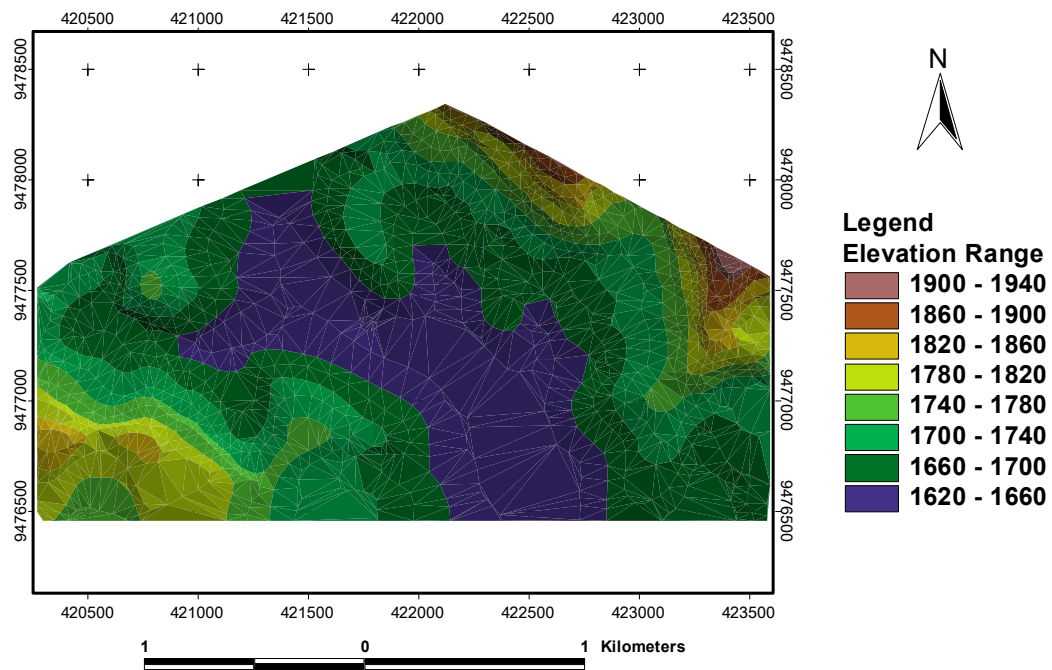 420500 421000 421500 422000 422500 423000 423500
9478500 9478500
9478000 9478000
9477500 9477500
9477000 9477000
9476500 9476500
420500 421000 421500 422000 422500 423000 423500
1 0 1 Kilometers
N
Legend
Elevation Range
1900 - 1940
1860 - 1900
1820 - 1860
1780 - 1820
1740 - 1780
1700 - 1740
1660 - 1700
1620 - 1660